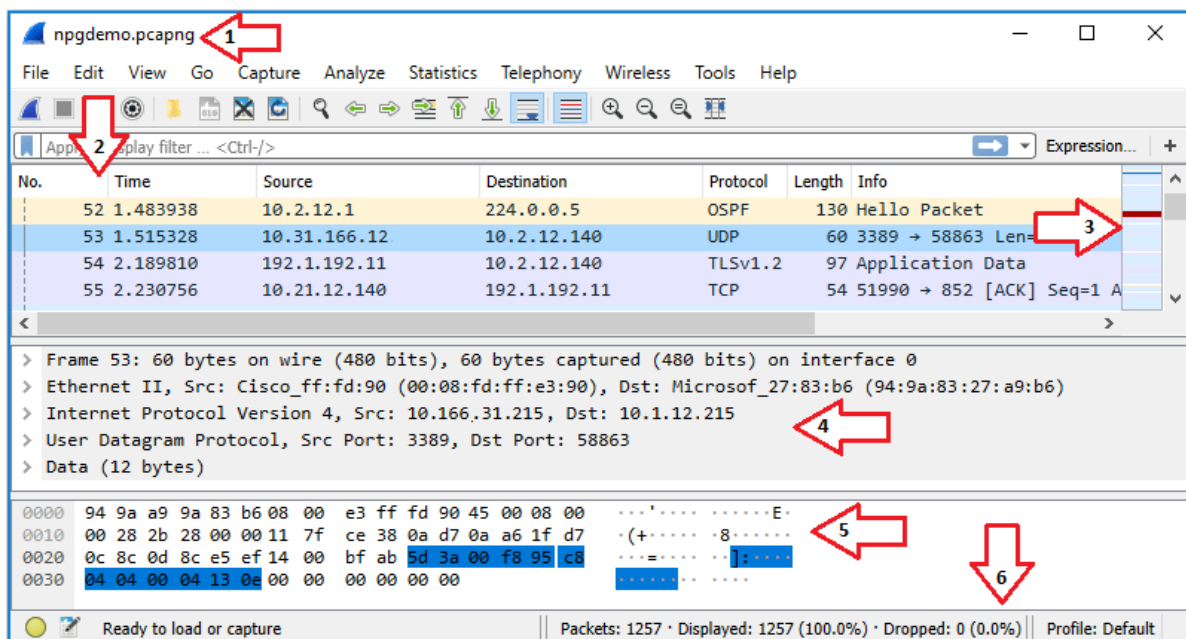 npgdemo.pcapng
1
File Edit View Go Capture Analyze Statistics Telephony Wireless Tools Help
2
splay filter ... <Ctrl-/> Expression... +
No. Time Source Destination Protocol Length Info
52 1.483938 10.2.12.1 224.0.0.5 OSPF 130 Hello Packet
53 1.515328 10.31.166.12. 10.2.12.140 UDP 60 3389 → 58863 Len=
3
54 2.189810 192.1.192.11 10.2.12.140 TLSv1.2 97 Application Data
55 2.230756 10.21.12.140 192.1.192.11 TCP 54 51990 → 852 [ACK] Seq=1 A
> Frame 53: 60 bytes on wire (480 bits), 60 bytes captured (480 bits) on interface 0
> Ethernet II, Src: Cisco_ff:fd:90 (00:08:fd:ff:e3:90), Dst: Microsof_27:83:b6 (94:9a:83:27:a9:b6)
> Internet Protocol Version 4, Src: 10.166.31.215, Dst: 10.1.12.215
4
> User Datagram Protocol, Src Port: 3389, Dst Port: 58863
> Data (12 bytes)
0000 94 9a a9 9a 83 b6 08 00 e3 ff fd 90 45 00 08 00 ···'···· ······E·
0010 00 28 2b 28 00 00 11 7f ce 38 0a d7 0a a6 1f d7 ·(+····· ·8······
5
0020 0c 8c 0d 8c e5 ef 14 00 bf ab 5d 3a 00 f8 95 c8 ···=···· ··]:····
0030 04 04 00 04 13 0e 00 00 00 00 00 00 ········ ····
6
Ready to load or capture Packets: 1257 · Displayed: 1257 (100.0%) · Dropped: 0 (0.0%) Profile: Default